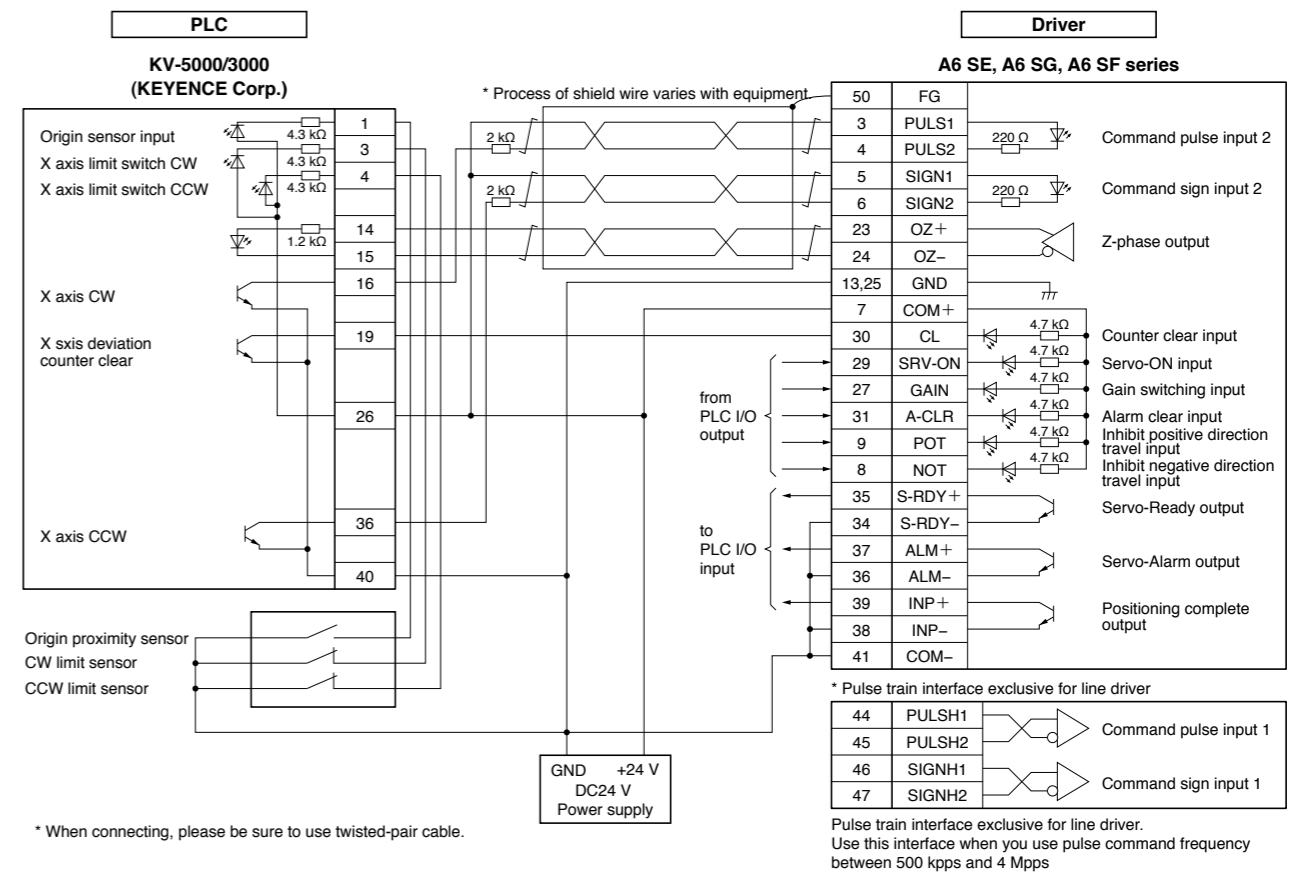 PLC
Driver
KV-5000/3000
(KEYENCE Corp.)
A6 SE, A6 SG, A6 SF series
* Process of shield wire varies with equipment.
Origin sensor input
X axis limit switch CW
X axis limit switch CCW
4.3 kΩ
4.3 kΩ
4.3 kΩ
1.2 kΩ
X axis CW
X sxis deviation
counter clear
X axis CCW
1
3
4
14
15
16
19
26
36
40
2 kΩ
2 kΩ
50 FG
3 PULS1
4 PULS2
5 SIGN1
6 SIGN2
23 OZ+
24 OZ−
13,25 GND
7 COM+
30 CL
29 SRV-ON
27 GAIN
31 A-CLR
9 POT
8 NOT
35 S-RDY+
34 S-RDY−
37 ALM+
36 ALM−
39 INP+
38 INP−
41 COM−
220 Ω
Command pulse input 2
220 Ω
Command sign input 2
Z-phase output
4.7 kΩ
Counter clear input
4.7 kΩ
Servo-ON input
4.7 kΩ
Gain switching input
4.7 kΩ
Alarm clear input
4.7 kΩ
Inhibit positive direction
travel input
4.7 kΩ
Inhibit negative direction
travel input
Servo-Ready output
Servo-Alarm output
Positioning complete
output
from
PLC I/O
output
to
PLC I/O
input
Origin proximity sensor
CW limit sensor
CCW limit sensor
GND +24 V
DC24 V
Power supply
* Pulse train interface exclusive for line driver
44 PULSH1
45 PULSH2
46 SIGNH1
47 SIGNH2
Command pulse input 1
Command sign input 1
* When connecting, please be sure to use twisted-pair cable.
Pulse train interface exclusive for line driver.
Use this interface when you use pulse command frequency
between 500 kpps and 4 Mpps